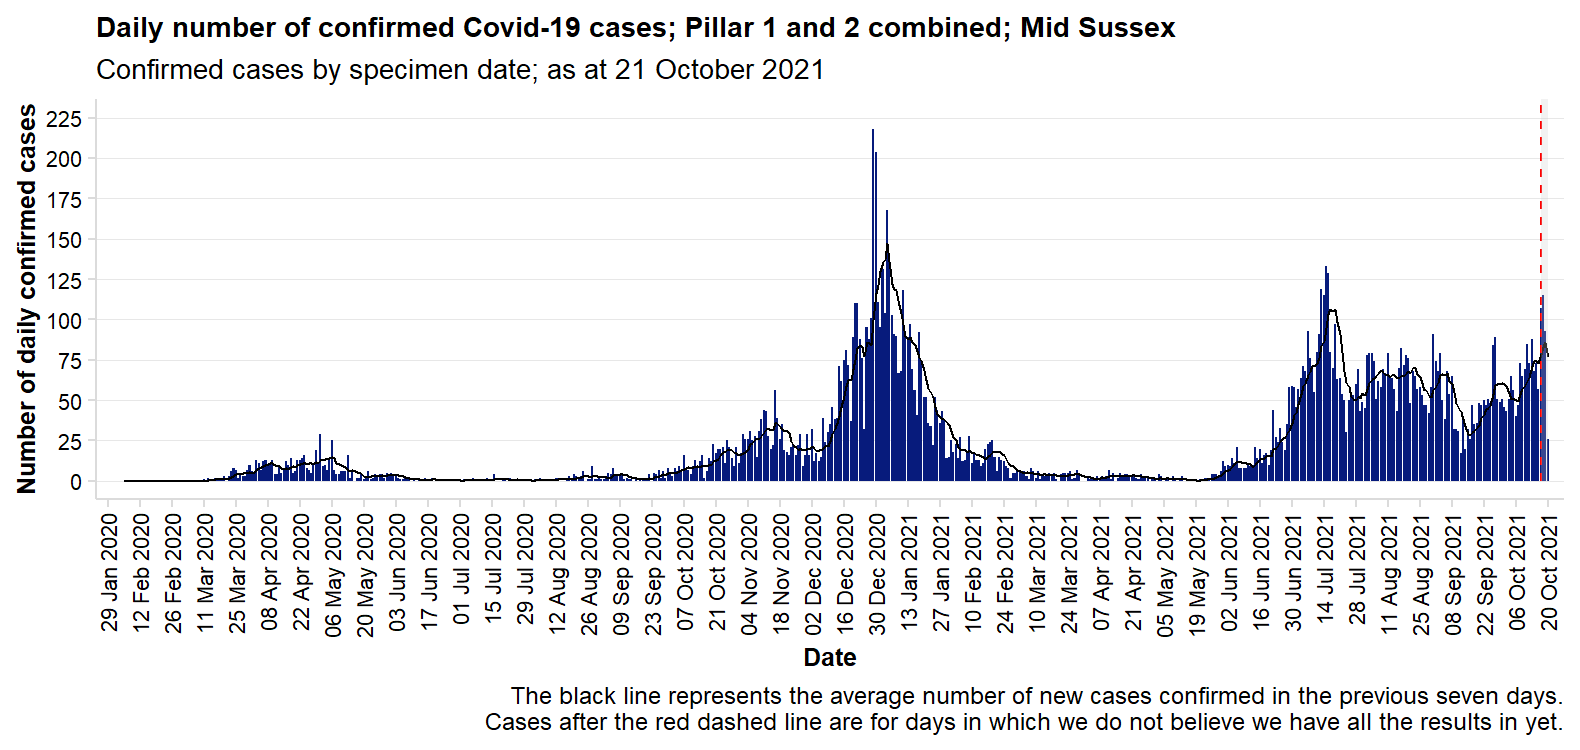 Daily number of confirmed Covid-19 cases; Pillar 1 and 2 combined; Mid Sussex
Confirmed cases by specimen date; as at 21 October 2021
Number of daily confirmed cases
225
200
175
150
125
100
75
50
25
0
29 Jan 2020
12 Feb 2020
26 Feb 2020
11 Mar 2020
25 Mar 2020
08 Apr 2020
22 Apr 2020
06 May 2020
20 May 2020
03 Jun 2020
17 Jun 2020
01 Jul 2020
15 Jul 2020
29 Jul 2020
12 Aug 2020
26 Aug 2020
09 Sep 2020
23 Sep 2020
07 Oct 2020
21 Oct 2020
04 Nov 2020
18 Nov 2020
02 Dec 2020
16 Dec 2020
30 Dec 2020
13 Jan 2021
27 Jan 2021
10 Feb 2021
24 Feb 2021
10 Mar 2021
24 Mar 2021
07 Apr 2021
21 Apr 2021
05 May 2021
19 May 2021
02 Jun 2021
16 Jun 2021
30 Jun 2021
14 Jul 2021
28 Jul 2021
11 Aug 2021
25 Aug 2021
08 Sep 2021
22 Sep 2021
06 Oct 2021
20 Oct 2021
Date
The black line represents the average number of new cases confirmed in the previous seven days.
Cases after the red dashed line are for days in which we do not believe we have all the results in yet.